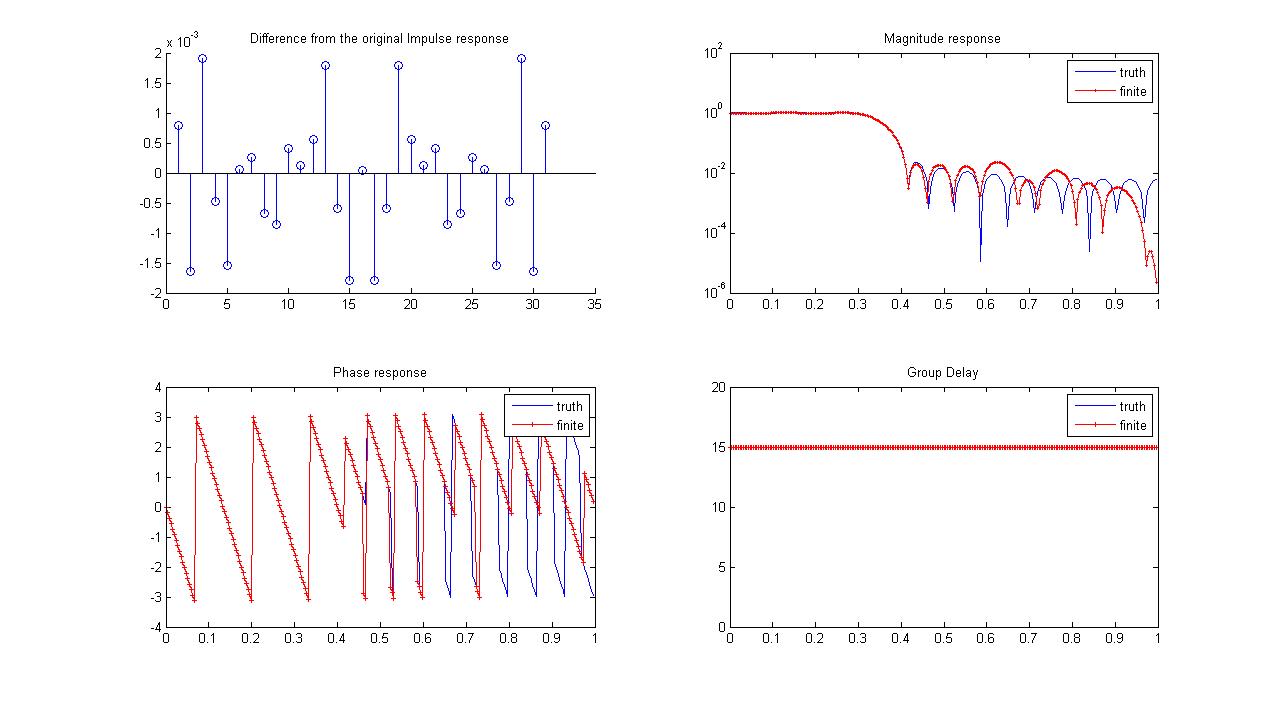 Difference from the original Impulse response
x 10^-3
2
1.5
1
0.5
0
-0.5
-1
-1.5
-2
0 5 10 15 20 25 30 35
Magnitude response
10^2
10^0
10^-2
10^-4
10^-6
truth
finite
0 0.1 0.2 0.3 0.4 0.5 0.6 0.7 0.8 0.9 1
Phase response
4
3
2
1
0
-1
-2
-3
-4
truth
finite
0 0.1 0.2 0.3 0.4 0.5 0.6 0.7 0.8 0.9 1
Group Delay
20
15
10
5
0
truth
finite
0 0.1 0.2 0.3 0.4 0.5 0.6 0.7 0.8 0.9 1